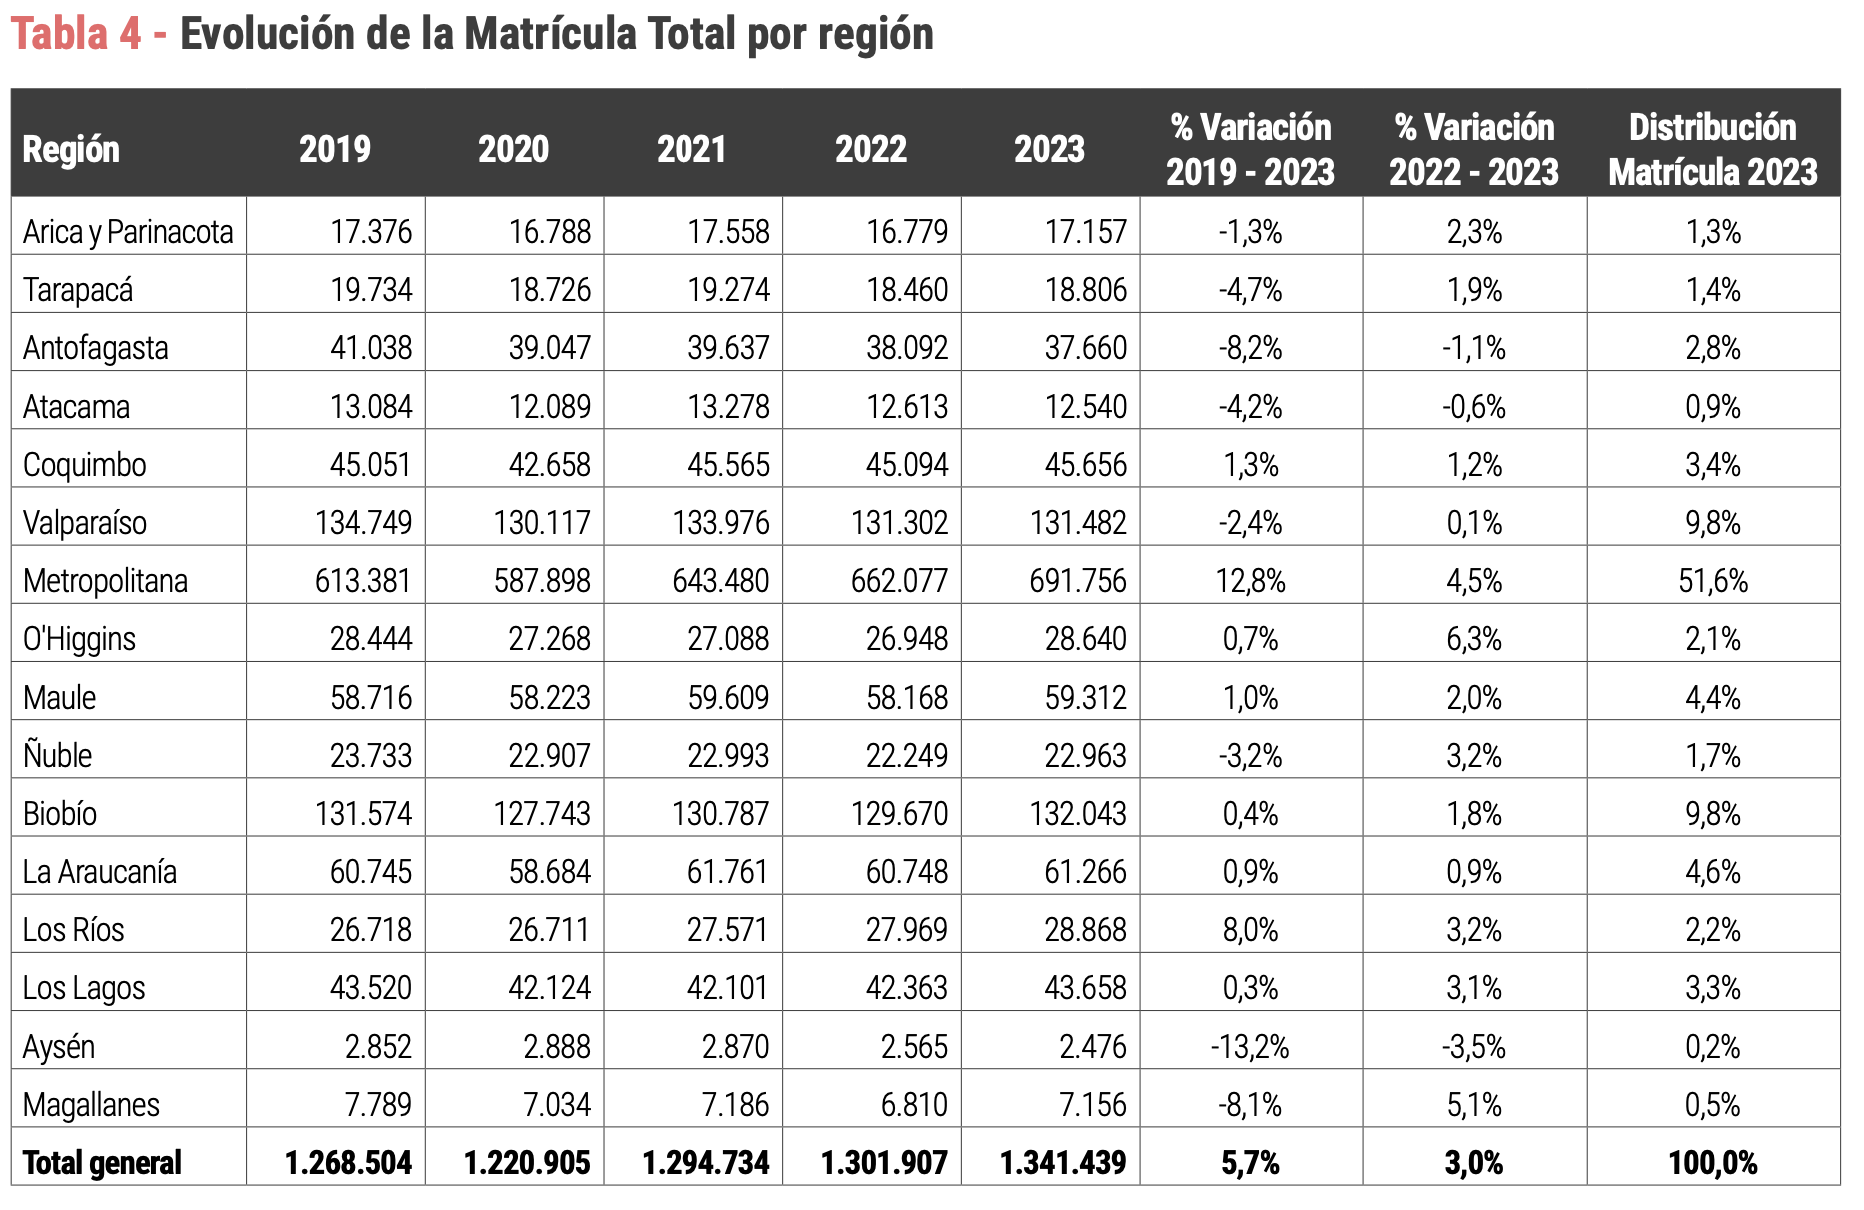 Tabla 4 - Evolución de la Matrícula Total por región
Región 2019 2020 2021 2022 2023 % Variación 2019 - 2023 % Variación 2022 - 2023 Distribución Matrícula 2023
Arica y Parinacota 17.376 16.788 17.558 16.779 17.157 -1,3% 2,3% 1,3%
Tarapacá 19.734 18.726 19.274 18.460 18.806 -4,7% 1,9% 1,4%
Antofagasta 41.038 39.047 39.637 38.092 37.660 -8,2% -1,1% 2,8%
Atacama 13.084 12.089 13.278 12.613 12.540 -4,2% -0,6% 0,9%
Coquimbo 45.051 42.658 45.565 45.094 45.656 1,3% 1,2% 3,4%
Valparaíso 134.749 130.117 133.976 131.302 131.482 -2,4% 0,1% 9,8%
Metropolitana 613.381 587.898 643.480 662.077 691.756 12,8% 4,5% 51,6%
O'Higgins 28.444 27.268 27.088 26.948 28.640 0,7% 6,3% 2,1%
Maule 58.716 58.223 59.609 58.168 59.312 1,0% 2,0% 4,4%
Ñuble 23.733 22.907 22.993 22.249 22.963 -3,2% 3,2% 1,7%
Biobío 131.574 127.743 130.787 129.670 132.043 0,4% 1,8% 9,8%
La Araucanía 60.745 58.684 61.761 60.748 61.266 0,9% 0,9% 4,6%
Los Ríos 26.718 26.711 27.571 27.969 28.868 8,0% 3,2% 2,2%
Los Lagos 43.520 42.124 42.101 42.363 43.658 0,3% 3,1% 3,3%
Aysén 2.852 2.888 2.870 2.565 2.476 -13,2% -3,5% 0,2%
Magallanes 7.789 7.034 7.186 6.810 7.156 -8,1% 5,1% 0,5%
Total general 1.268.504 1.220.905 1.294.734 1.301.907 1.341.439 5,7% 3,0% 100,0%